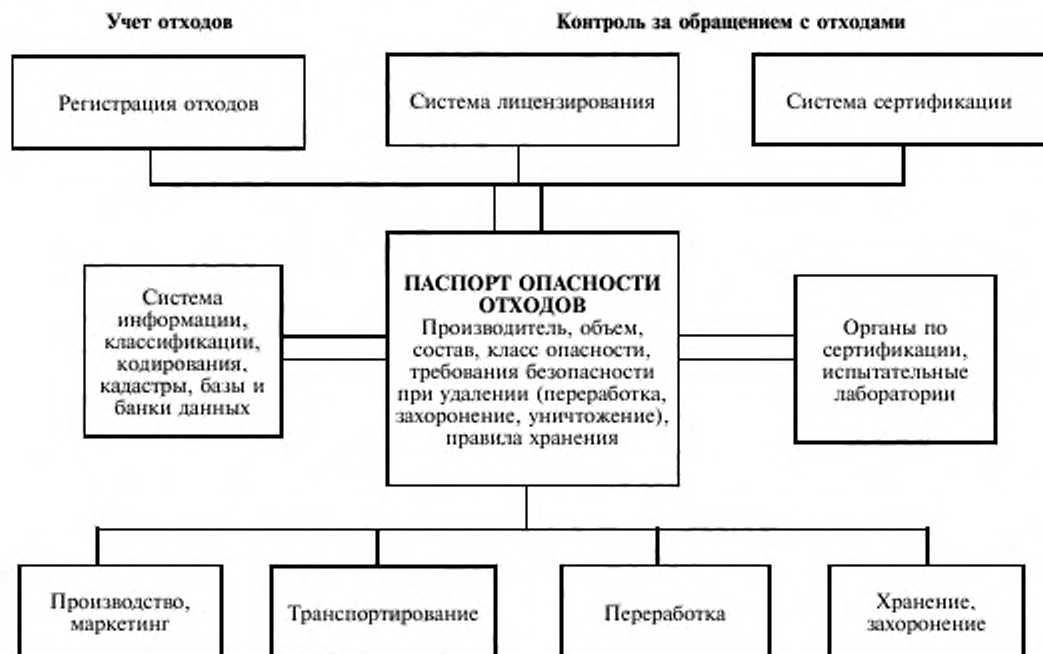 Учет отходов
Контроль за обращением с отходами
Регистрация отходов
Система лицензирования
Система сертификации
Система
информации,
классификации,
кодирования,
кадастры, базы и
банки данных
ПАСПОРТ ОПАСНОСТИ
ОТХОДОВ
Производитель, объем,
состав, класс опасности,
требования безопасности
при удалении (переработка,
захоронение, уничтожение),
правила хранения
Органы по
сертификации,
испытательные
лаборатории
Производство,
маркетинг
Транспортирование
Переработка
Хранение,
захоронение